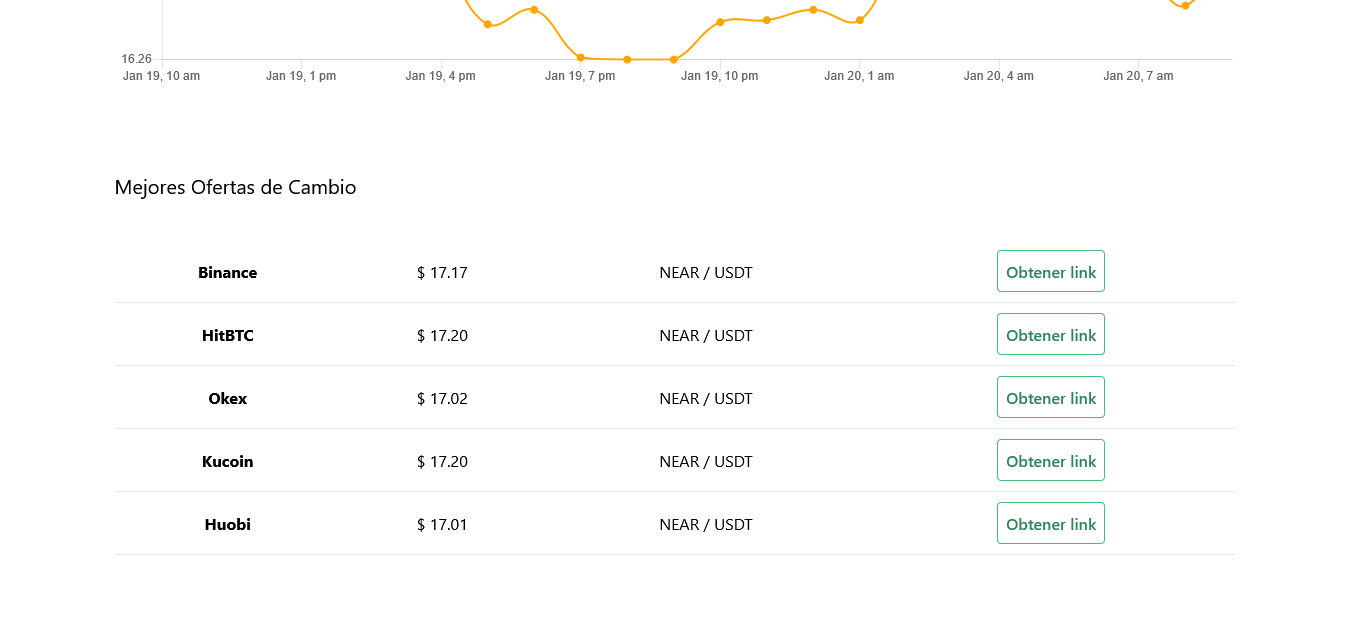 16.26
Jan 19, 10 am Jan 19, 1 pm Jan 19, 4 pm Jan 19, 7 pm Jan 19, 10 pm Jan 20, 1 am Jan 20, 4 am Jan 20, 7 am
Mejores Ofertas de Cambio
Binance $ 17.17 NEAR / USDT Obtener link
HitBTC $ 17.20 NEAR / USDT Obtener link
Okex $ 17.02 NEAR / USDT Obtener link
Kucoin $ 17.20 NEAR / USDT Obtener link
Huobi $ 17.01 NEAR / USDT Obtener link